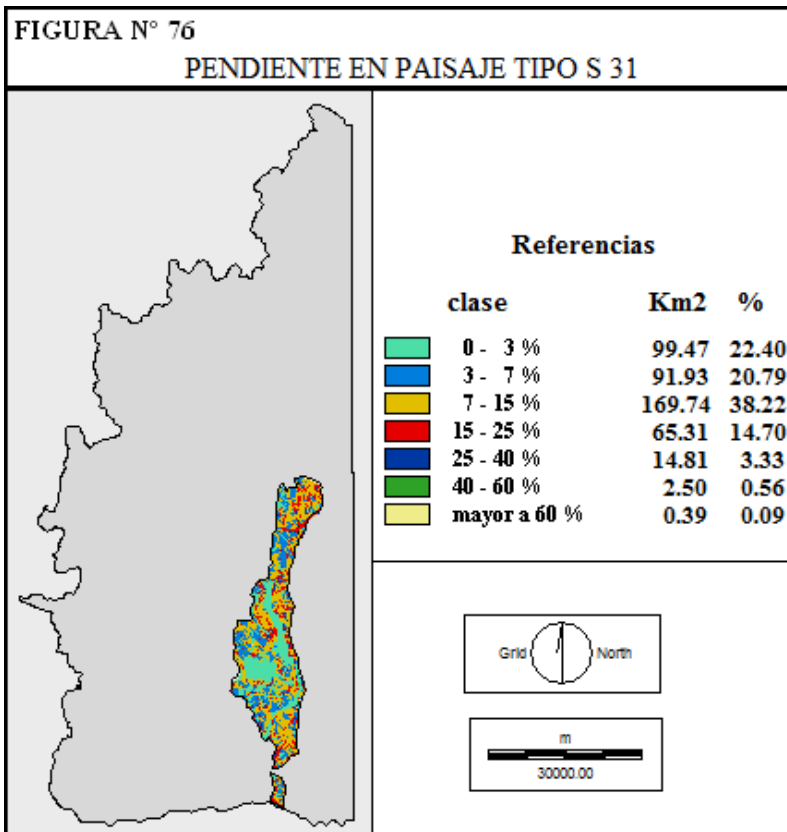 FIGURA N° 76
PENDIENTE EN PAISAJE TIPO S 31
Referencias
clase Km2 %
0 - 3 % 99.47 22.40
3 - 7 % 91.93 20.79
7 - 15 % 169.74 38.22
15 - 25 % 65.31 14.70
25 - 40 % 14.81 3.33
40 - 60 % 2.50 0.56
mayor a 60 % 0.39 0.09
Grid North
m
30000.00